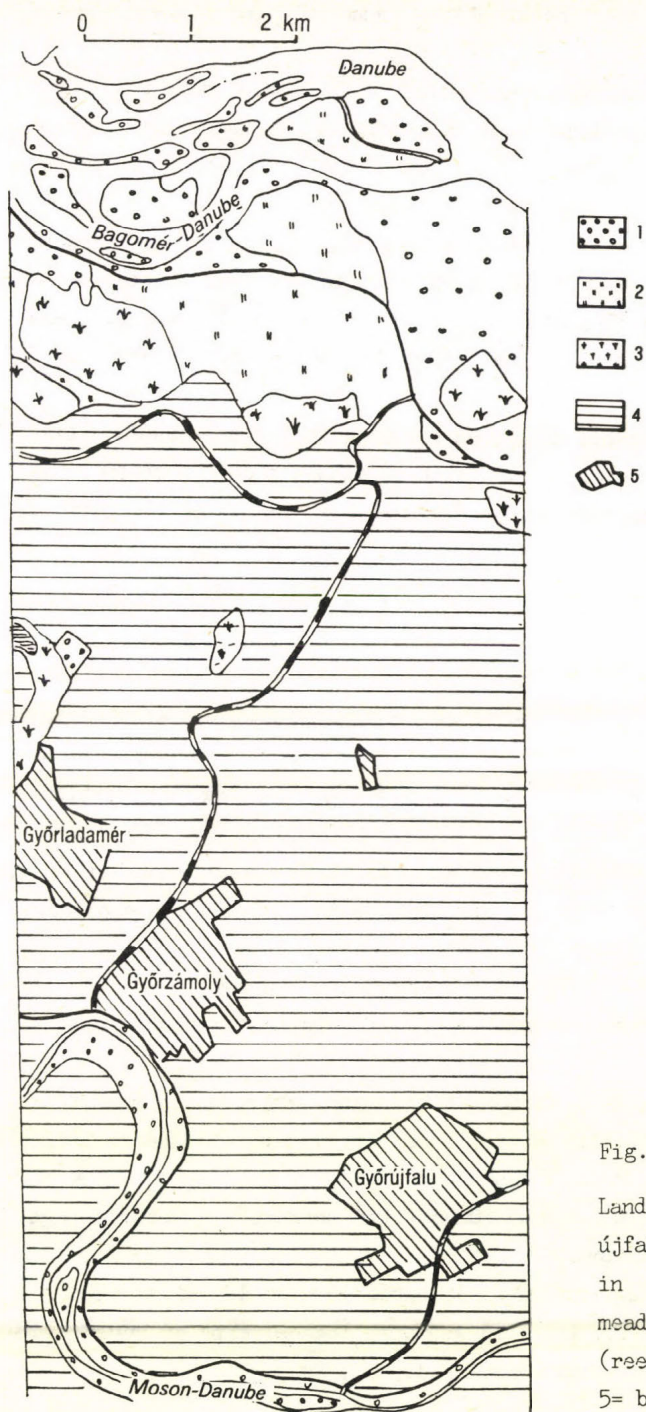 0 1 2 km
Danube
Bagomér-Danube
1
2
3
4
5
Győrladamér
Győrzámoly
Győrújfalu
Moson-Danube
Fig.
Land
újfa
in
mead
(ree
5= b